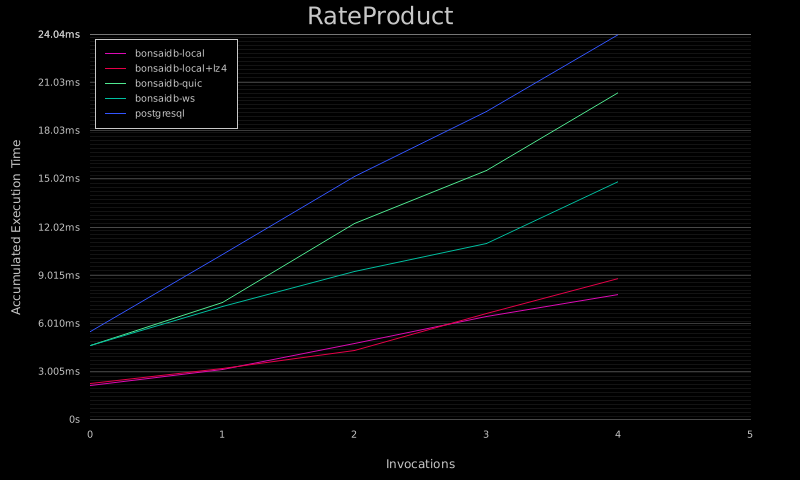 RateProduct
24.04ms
21.03ms
18.03ms
15.02ms
12.02ms
9.015ms
6.010ms
3.005ms
0s
bonsaidb-local
bonsaidb-local+lz4
bonsaidb-quic
bonsaidb-ws
postgresql
Accumulated Execution Time
0 1 2 3 4 5
Invocations